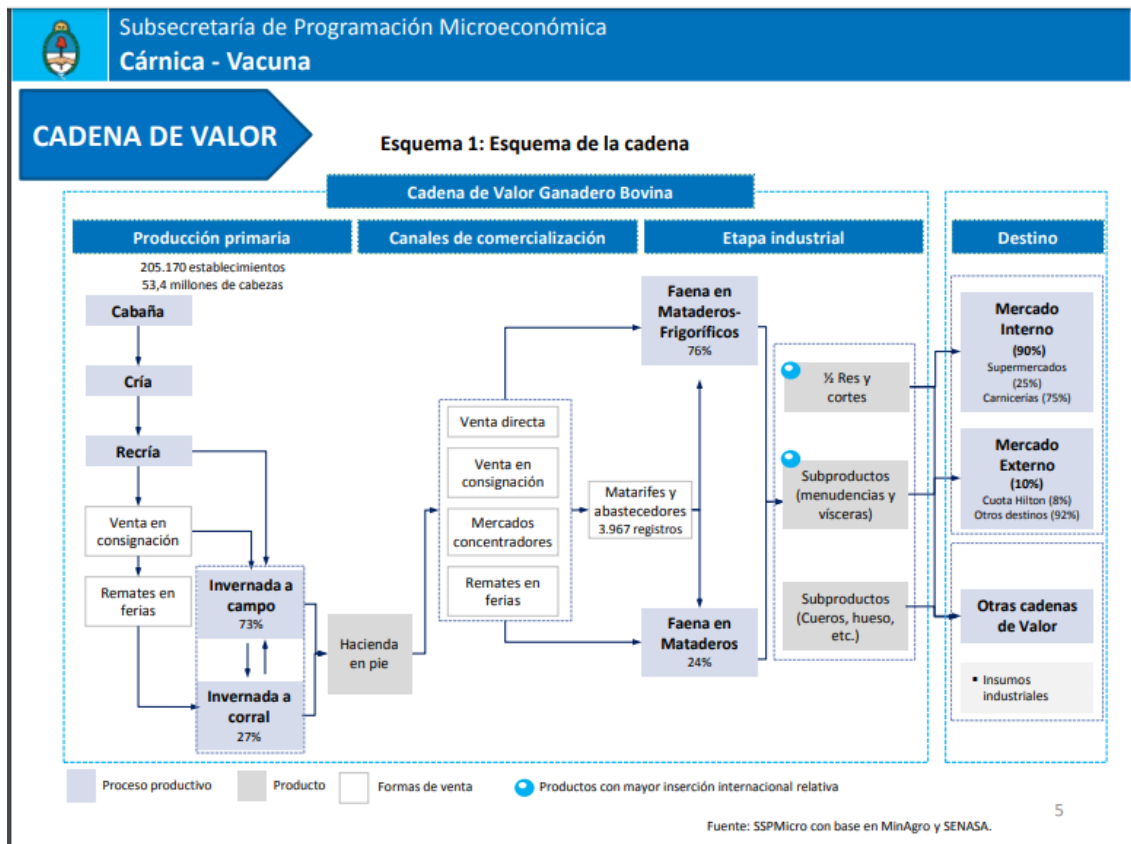 Subsecretaría de Programación Microeconómica
Cárnica - Vacuna
CADENA DE VALOR
Esquema 1: Esquema de la cadena
Cadena de Valor Ganadero Bovina
Producción primaria
205.170 establecimientos
53,4 millones de cabezas
Cabaña
Cría
Recría
Venta en
consignación
Remates en
ferias
Invernada a
campo
73%
Invernada a
corral
27%
Hacienda
en pie
Canales de comercialización
Venta directa
Venta en
consignación
Mercados
concentradores
Remates en
ferias
Matarifes y
abastecedores
3.967 registros
Etapa industrial
Faena en
Mataderos-
Frigoríficos
76%
Faena en
Mataderos
24%
½ Res y
cortes
Subproductos
(menudencias y
vísceras)
Subproductos
(Cueros, hueso,
etc.)
Destino
Mercado
Interno
(90%)
Supermercados
(25%)
Carnicerías (75%)
Mercado
Externo
(10%)
Cuota Hilton (8%)
Otros destinos (92%)
Otras cadenas
de Valor
▪ Insumos
industriales
Proceso productivo
Producto
Formas de venta
Productos con mayor inserción internacional relativa
5
Fuente: SSPMicro con base en MinAgro y SENASA.